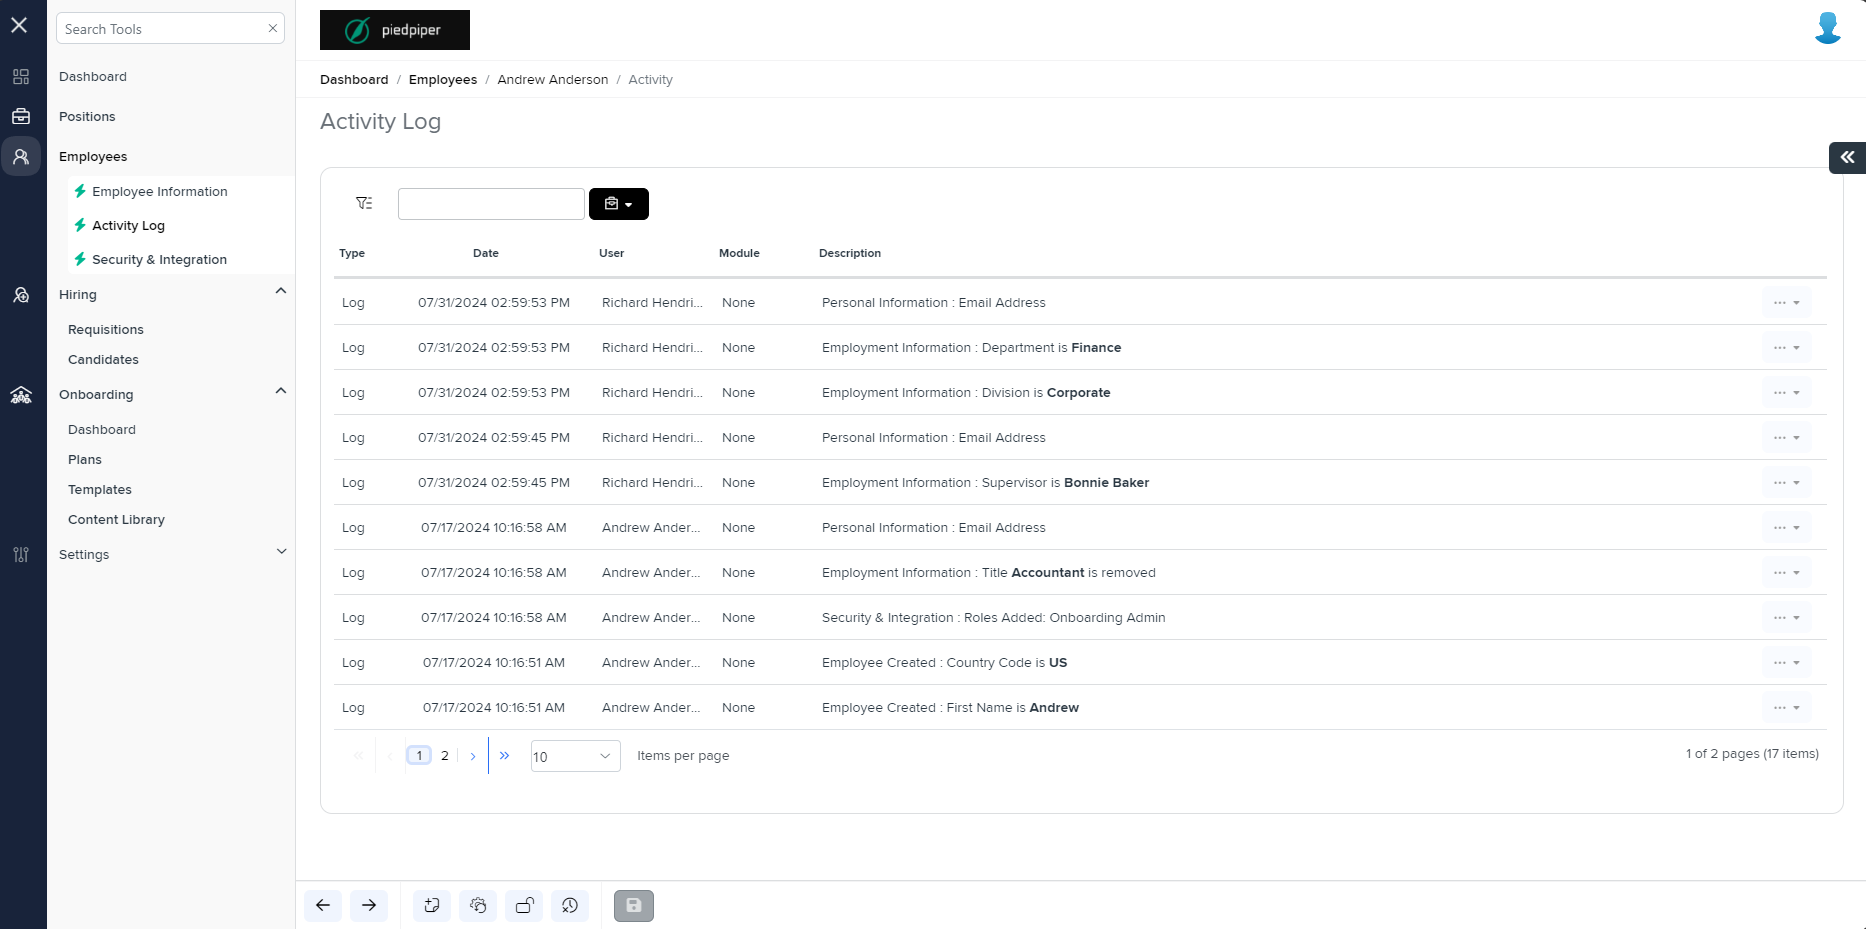 Search Tools
Dashboard
Positions
Employees
Employee Information
Activity Log
Security & Integration
Hiring
Requisitions
Candidates
Onboarding
Dashboard
Plans
Templates
Content Library
Settings
piedpiper
Dashboard / Employees / Andrew Anderson / Activity
Activity Log
Type Date User Module Description
Log 07/31/2024 02:59:53 PM Richard Hendri... None Personal Information : Email Address
Log 07/31/2024 02:59:53 PM Richard Hendri... None Employment Information : Department is Finance
Log 07/31/2024 02:59:53 PM Richard Hendri... None Employment Information : Division is Corporate
Log 07/31/2024 02:59:45 PM Richard Hendri... None Personal Information : Email Address
Log 07/31/2024 02:59:45 PM Richard Hendri... None Employment Information : Supervisor is Bonnie Baker
Log 07/17/2024 10:16:58 AM Andrew Ander... None Personal Information : Email Address
Log 07/17/2024 10:16:58 AM Andrew Ander... None Employment Information : Title Accountant is removed
Log 07/17/2024 10:16:58 AM Andrew Ander... None Security & Integration : Roles Added: Onboarding Admin
Log 07/17/2024 10:16:51 AM Andrew Ander... None Employee Created : Country Code is US
Log 07/17/2024 10:16:51 AM Andrew Ander... None Employee Created : First Name is Andrew
1 2 10 Items per page 1 of 2 pages (17 items)